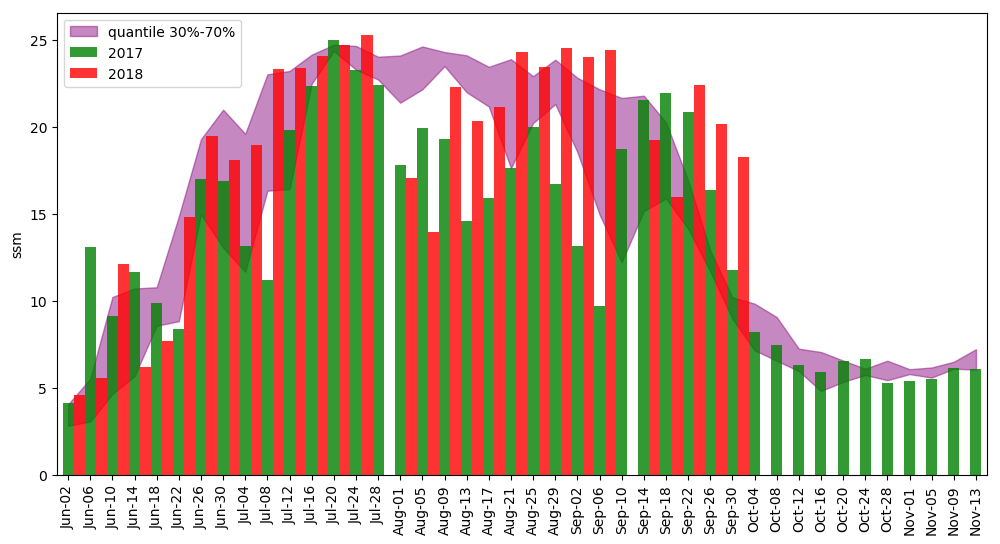 quantile 30%-70%
2017
2018
ssm
25
20
15
10
5
0
Jun-02
Jun-06
Jun-10
Jun-14
Jun-18
Jun-22
Jun-26
Jun-30
Jul-04
Jul-08
Jul-12
Jul-16
Jul-20
Jul-24
Jul-28
Aug-01
Aug-05
Aug-09
Aug-13
Aug-17
Aug-21
Aug-25
Aug-29
Sep-02
Sep-06
Sep-10
Sep-14
Sep-18
Sep-22
Sep-26
Sep-30
Oct-04
Oct-08
Oct-12
Oct-16
Oct-20
Oct-24
Oct-28
Nov-01
Nov-05
Nov-09
Nov-13